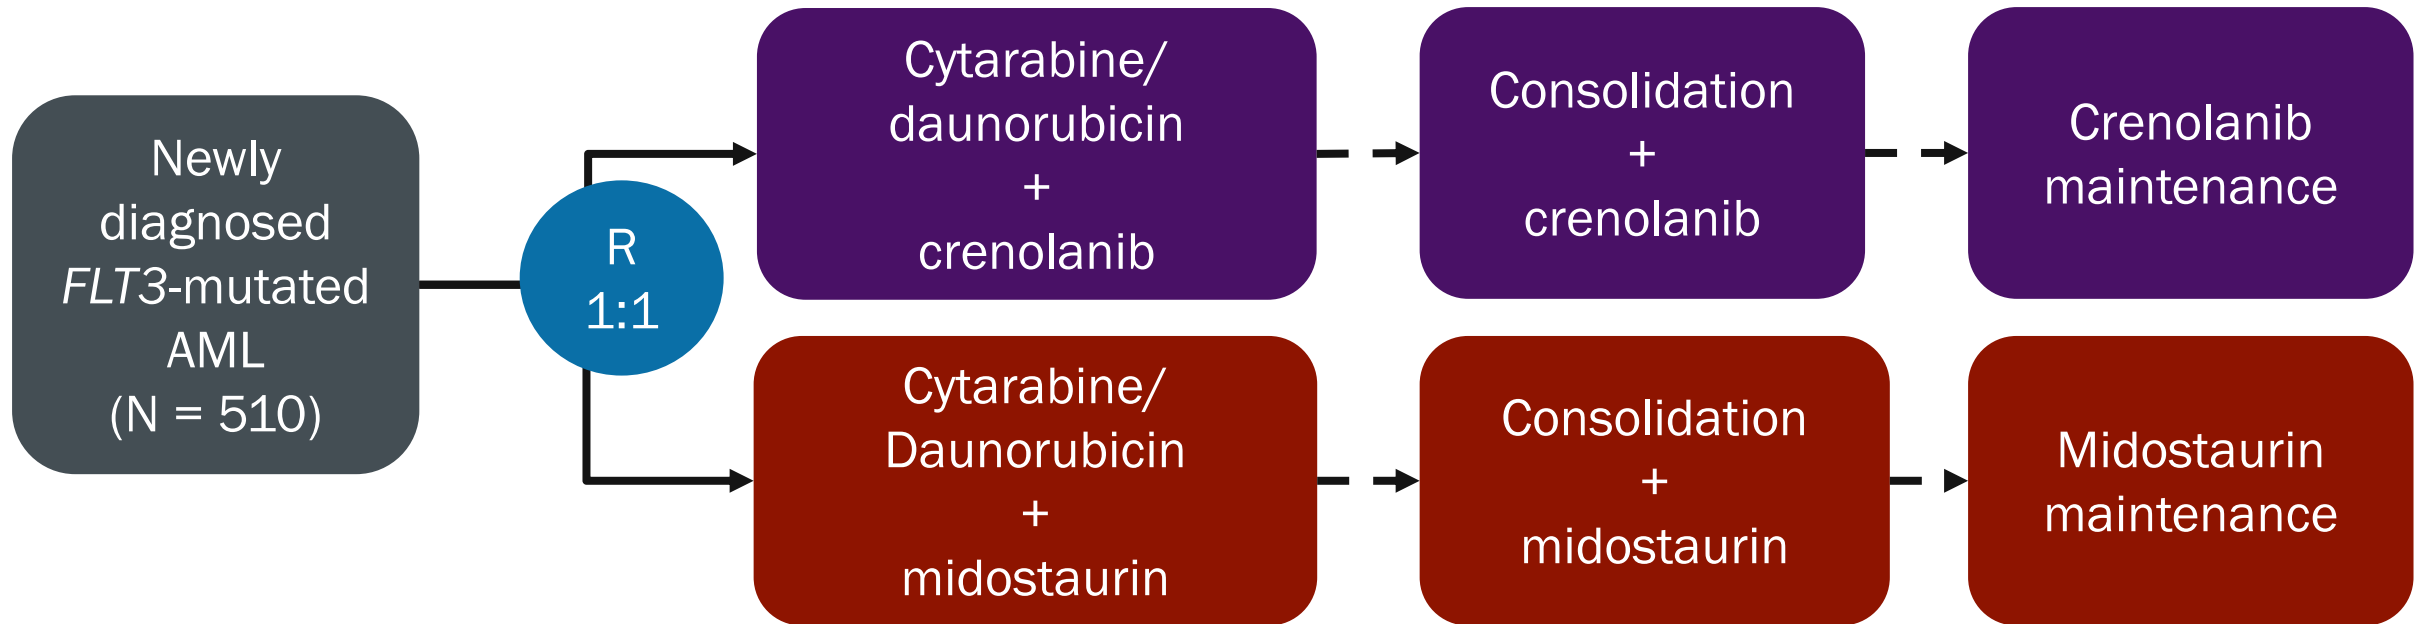 Newly
diagnosed
FLT3-mutated
AML
(N = 510)
R
1:1
Cytarabine/
daunorubicin
+
crenolanib
Consolidation
+
crenolanib
Crenolanib
maintenance
Cytarabine/
Daunorubicin
+
midostaurin
Consolidation
+
midostaurin
Midostaurin
maintenance